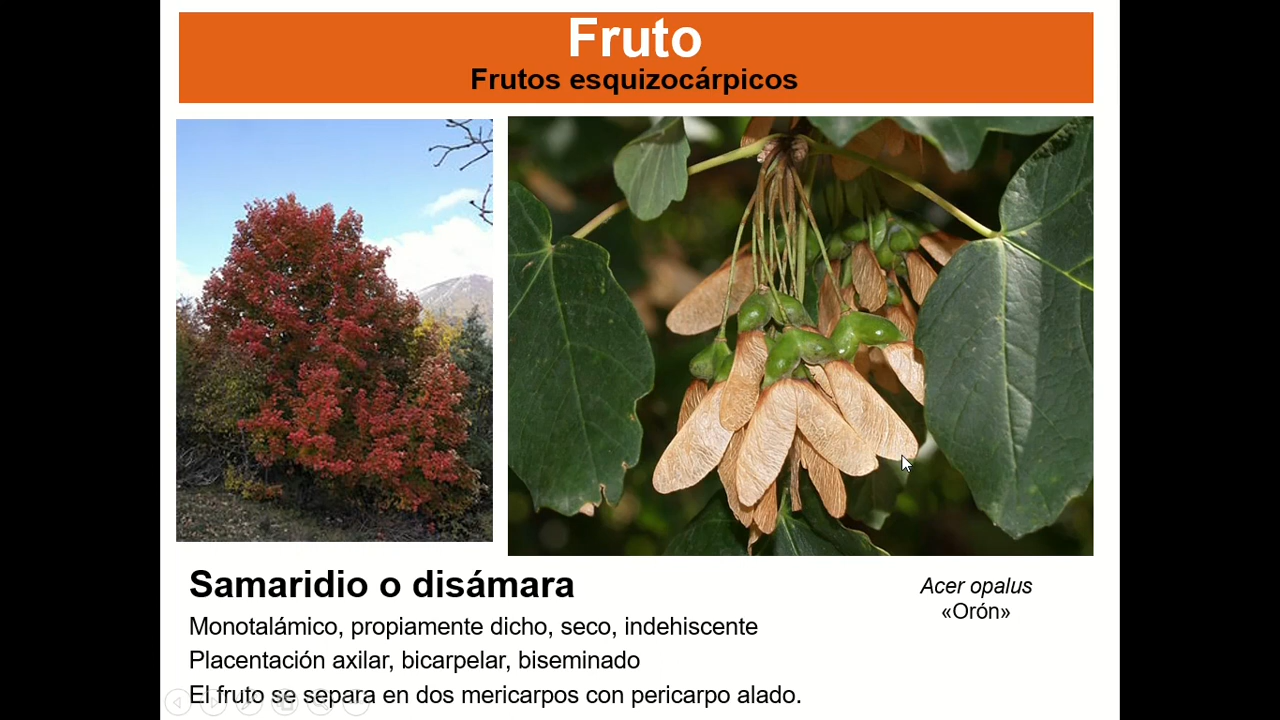 Fruto
Frutos esquizocárpicos
Samaridio o disámara
Acer opalus
«Orón»
Monotalámico, propiamente dicho, seco, indehiscente
Placentación axilar, bicarpelar, biseminado
El fruto se separa en dos mericarpos con pericarpo alado.